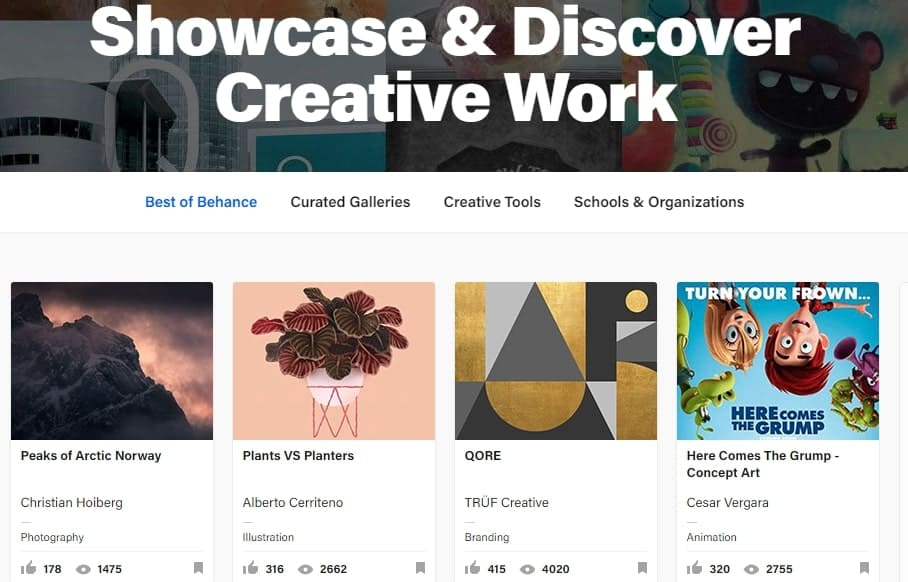 Showcase & Discover
Creative Work
Best of Behance
Curated Galleries
Creative Tools
Schools & Organizations
TURN YOUR FROWN...
HERE COMES
THE GRUMP
Peaks of Arctic Norway
Christian Hoiberg
—
Photography
178 1475
Plants VS Planters
Alberto Cerriteno
—
Illustration
316 2662
QORE
TRÜF Creative
—
Branding
415 4020
Here Comes The Grump -
Concept Art
Cesar Vergara
—
Animation
320 2755